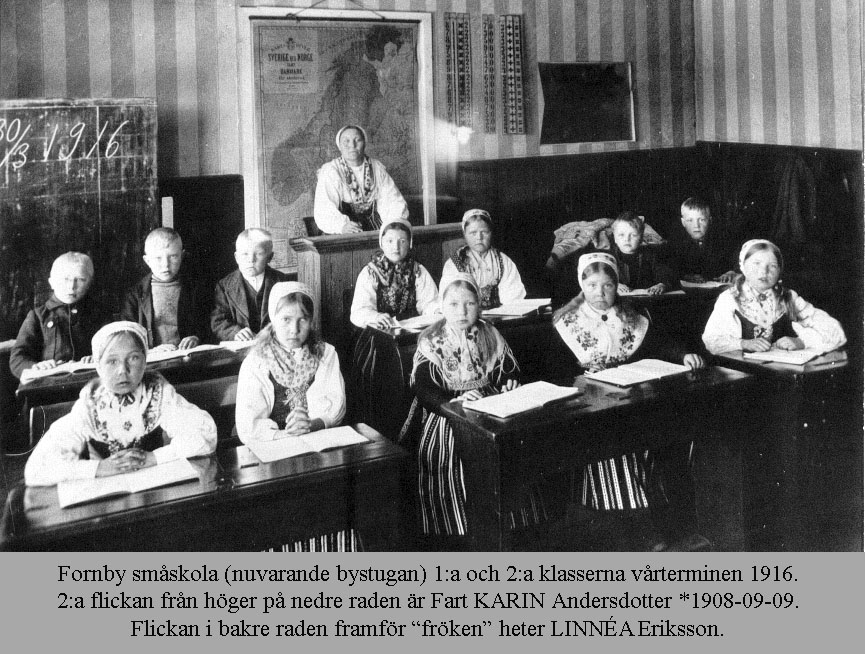 30/3 1916
SVERIGE OCH NORGE
DANMARK
Fornby småskola (nuvarande bystugan) 1:a och 2:a klasserna vårterminen 1916.
2:a flickan från höger på nedre raden är Fart KARIN Andersdotter *1908-09-09.
Flickan i bakre raden framför “fröken” heter LINNÉA Eriksson.